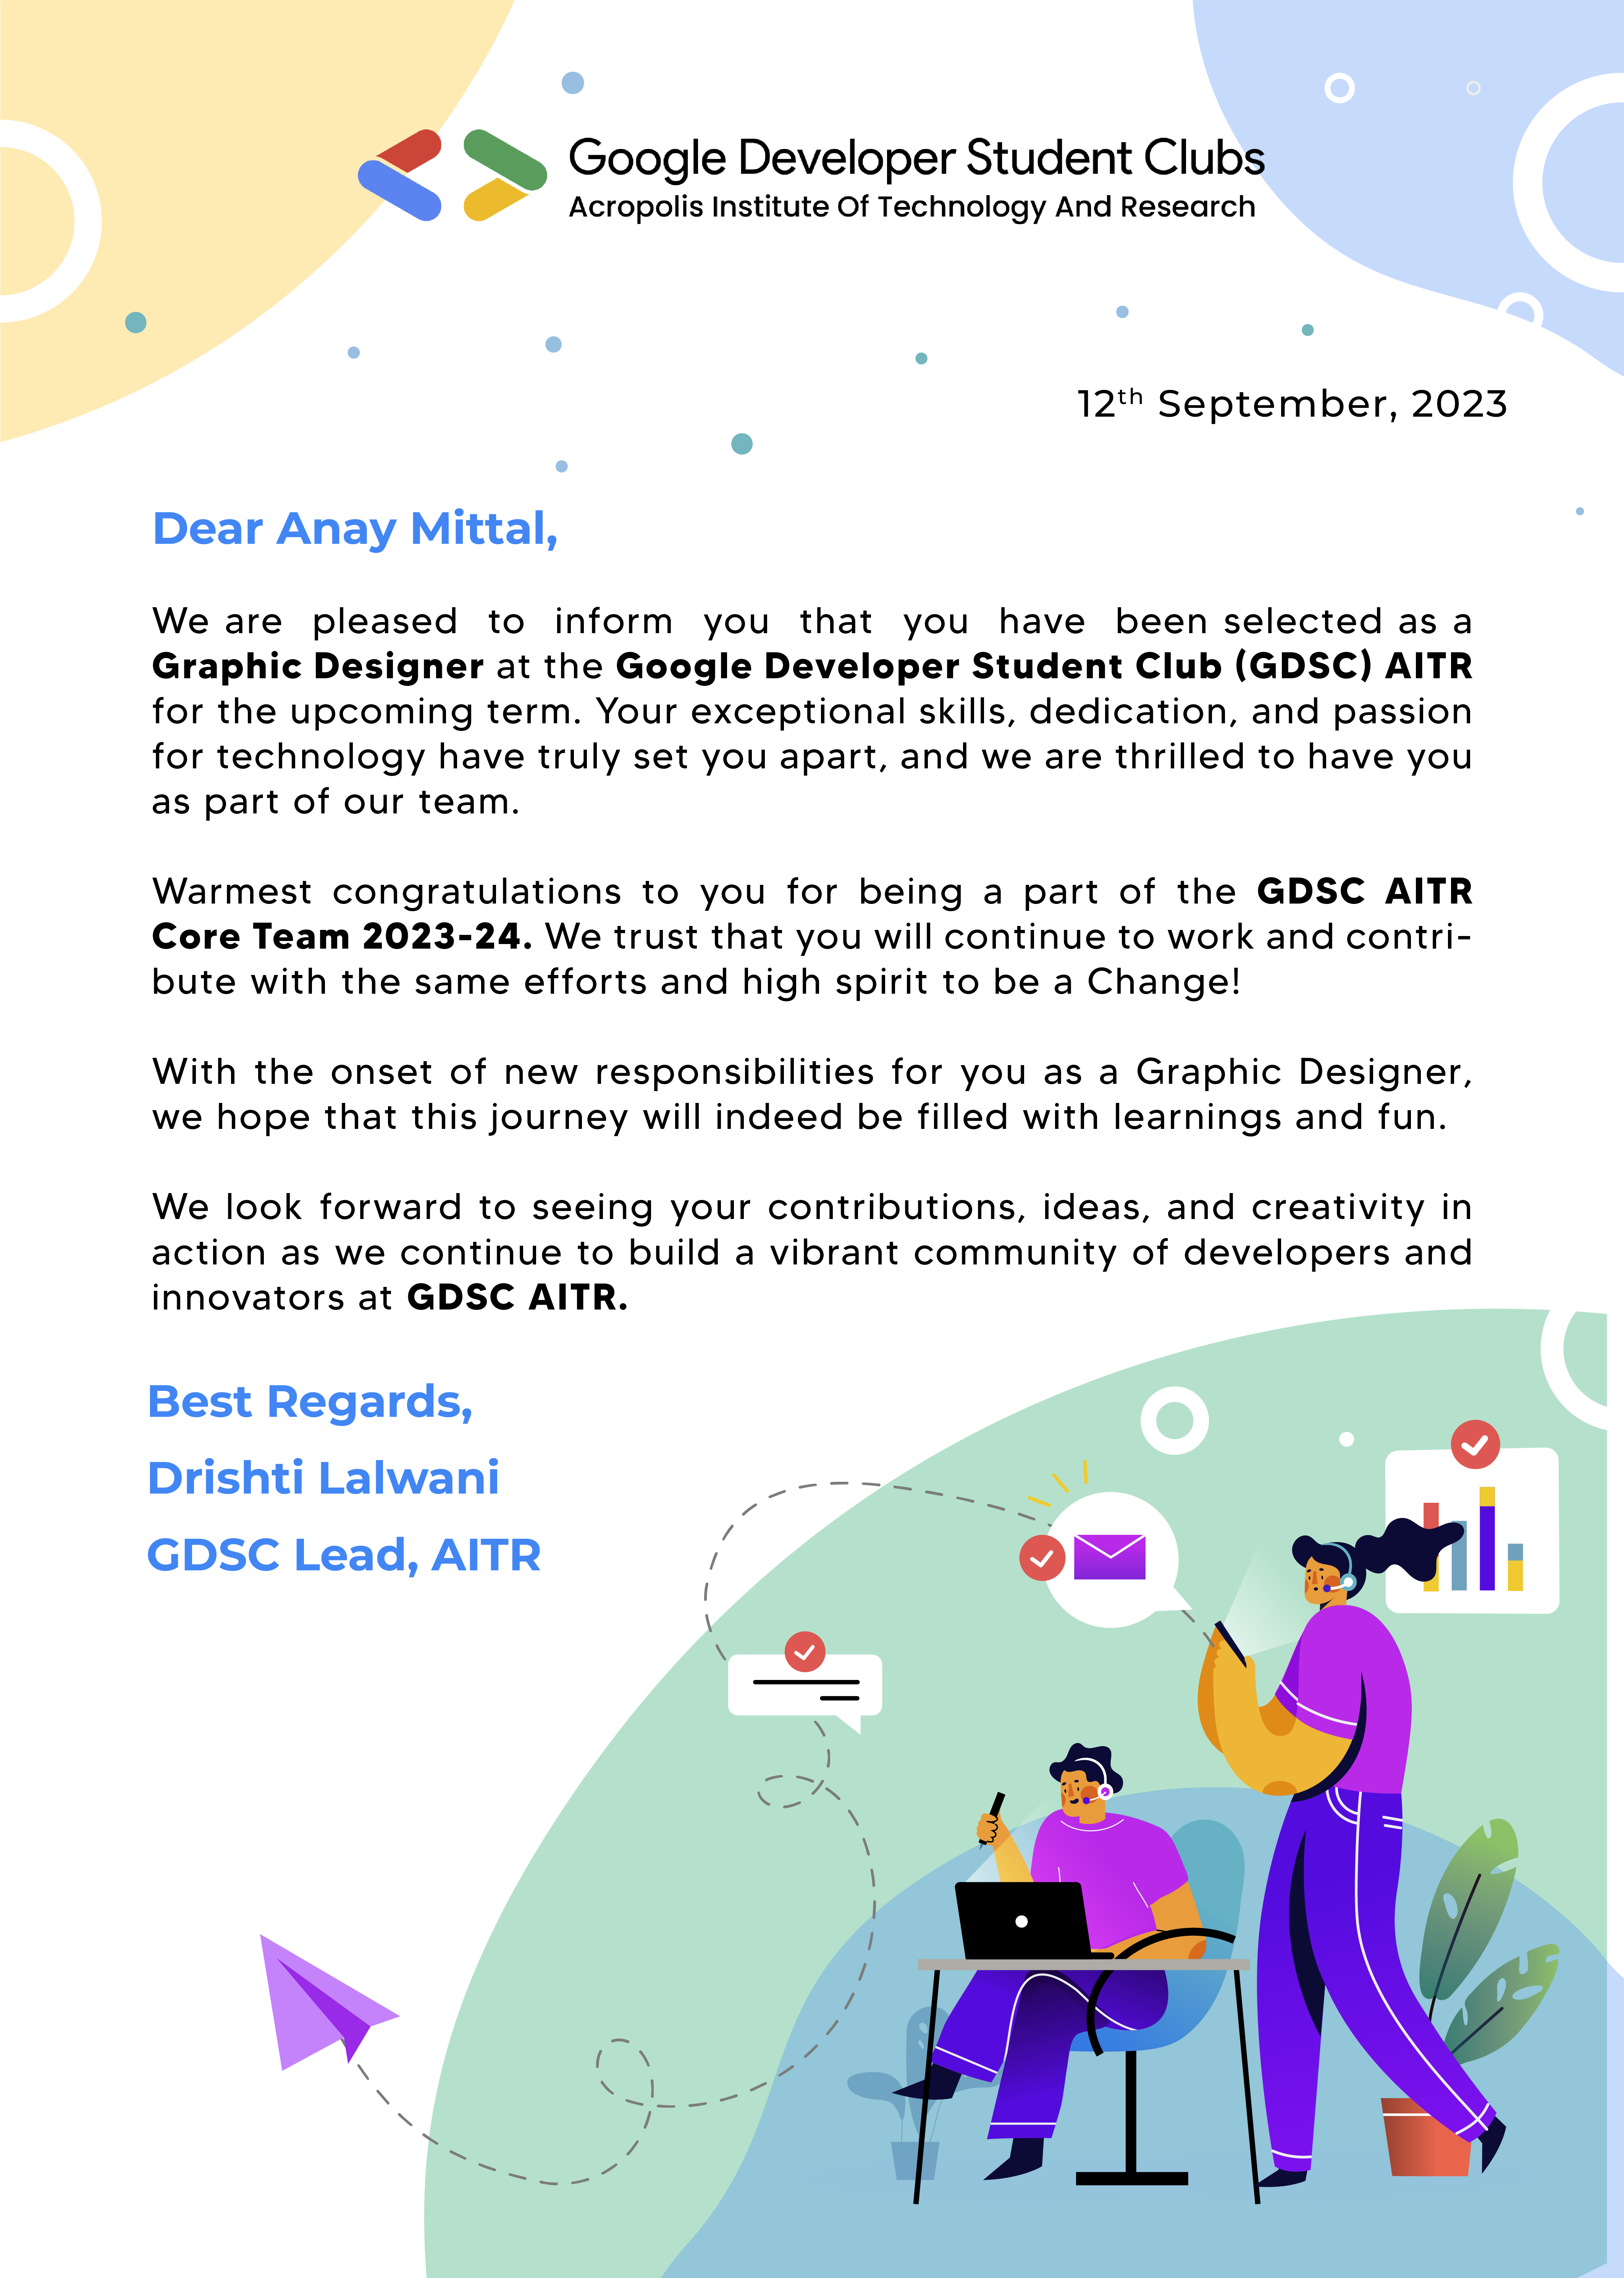 Google Developer Student Clubs
Acropolis Institute Of Technology And Research
12th September, 2023
Dear Anay Mittal,
We are pleased to inform you that you have been selected as a
Graphic Designer at the Google Developer Student Club (GDSC) AITR
for the upcoming term. Your exceptional skills, dedication, and passion
for technology have truly set you apart, and we are thrilled to have you
as part of our team.
Warmest congratulations to you for being a part of the GDSC AITR
Core Team 2023-24. We trust that you will continue to work and contri-
bute with the same efforts and high spirit to be a Change!
With the onset of new responsibilities for you as a Graphic Designer,
we hope that this journey will indeed be filled with learnings and fun.
We look forward to seeing your contributions, ideas, and creativity in
action as we continue to build a vibrant community of developers and
innovators at GDSC AITR.
Best Regards,
Drishti Lalwani
GDSC Lead, AITR